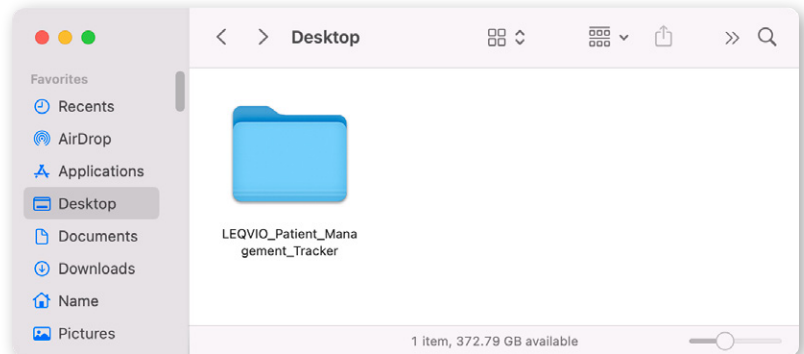 Desktop
Favorites
Recents
AirDrop
Applications
Desktop
Documents
Downloads
Name
Pictures
LEQVIO_Patient_Mana
gement_Tracker
1 item, 372.79 GB available